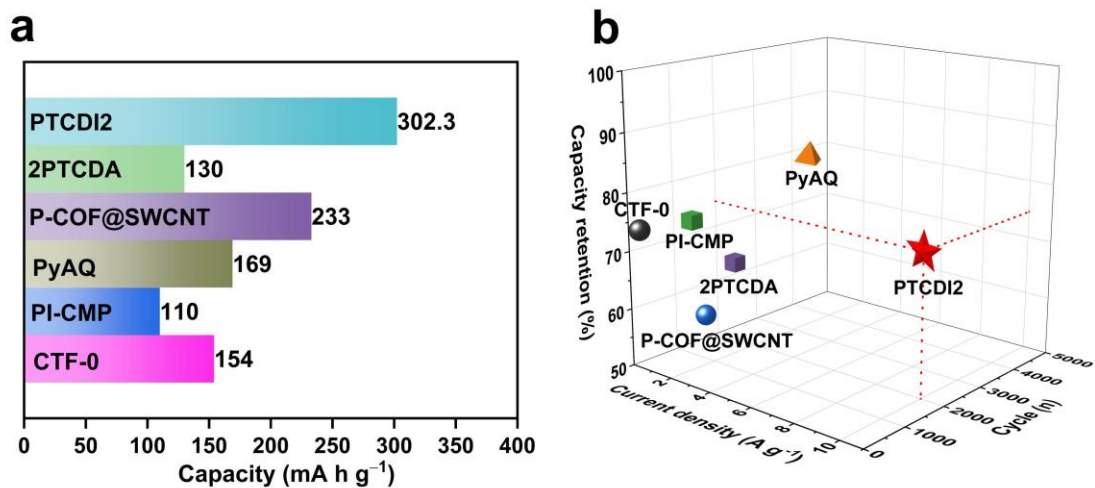 a
PTCDI2
302.3
2PTCDA
130
P-COF@SWCNT
233
PyAQ
169
PI-CMP
110
CTF-0
154
0 50 100 150 200 250 300 350 400
Capacity (mA h g⁻¹)
b
100
90
80
70
60
50
Capacity retention (%)
PyAQ
CTF-0
PI-CMP
2PTCDA
PTCDI2
P-COF@SWCNT
2 4 6 8 10
Current density (A g⁻¹)
0 1000 2000 3000 4000 5000
Cycle (n)